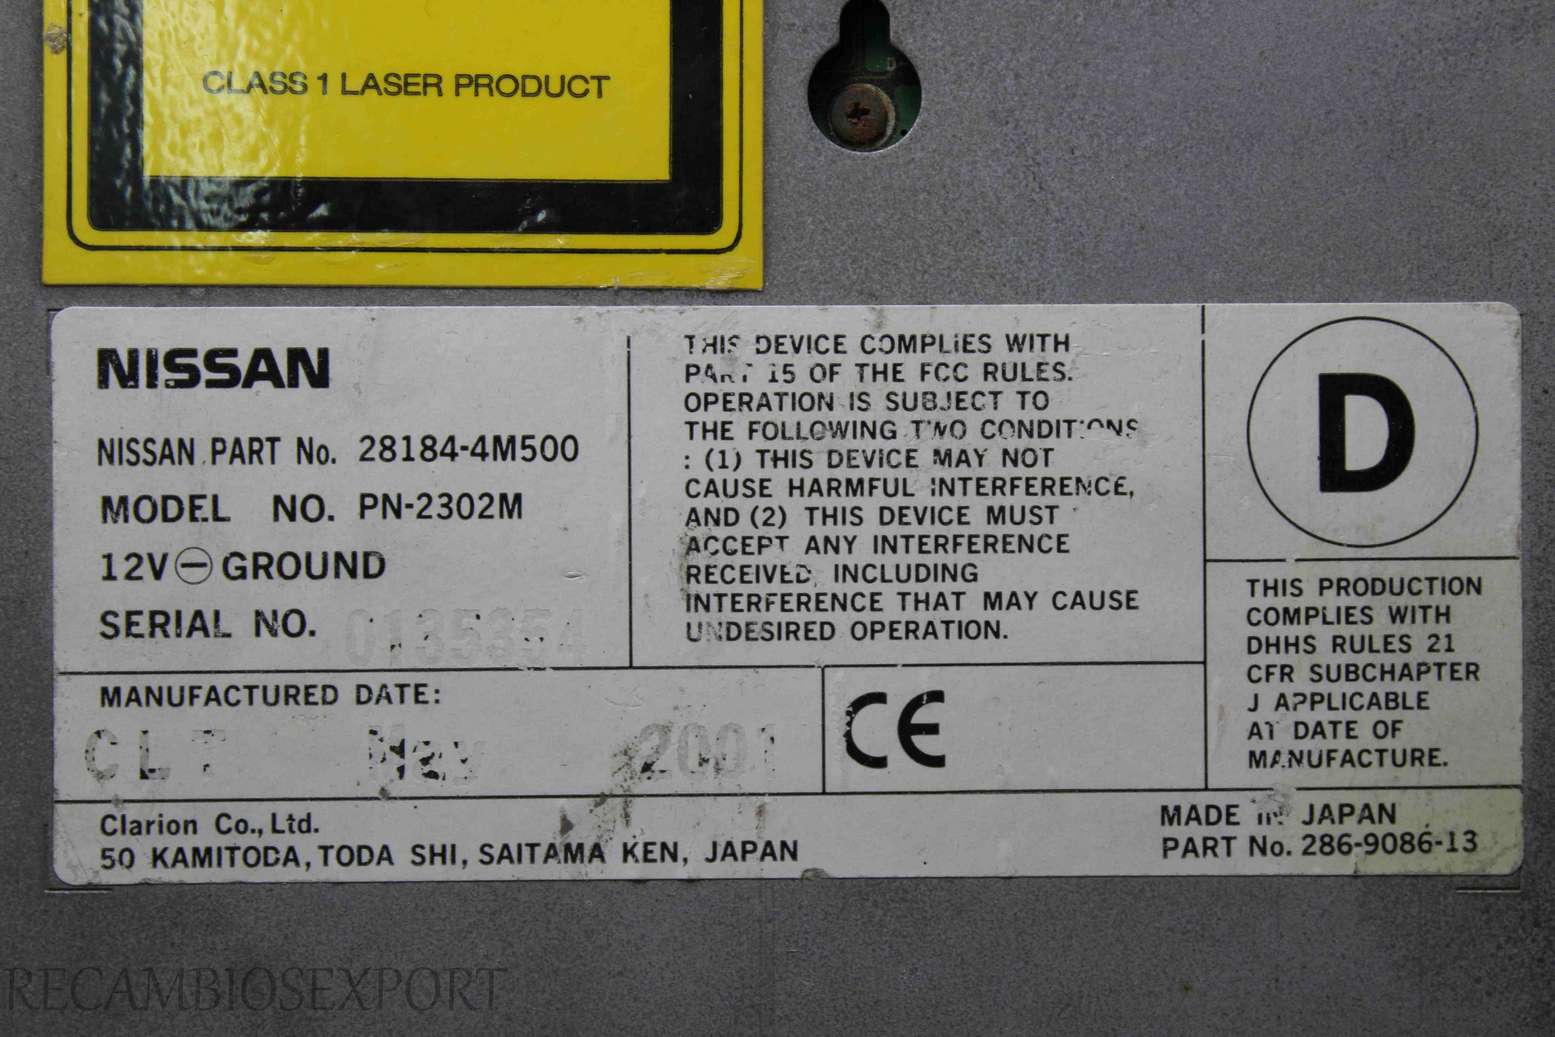 CLASS 1 LASER PRODUCT
NISSAN
NISSAN PART No. 28184-4M500
MODEL NO. PN-2302M
12V ⊖ GROUND
SERIAL NO. 0135354
MANUFACTURED DATE:
CLT May 2001
THIS DEVICE COMPLIES WITH
PART 15 OF THE FCC RULES.
OPERATION IS SUBJECT TO
THE FOLLOWING TWO CONDITIONS
: (1) THIS DEVICE MAY NOT
CAUSE HARMFUL INTERFERENCE,
AND (2) THIS DEVICE MUST
ACCEPT ANY INTERFERENCE
RECEIVED, INCLUDING
INTERFERENCE THAT MAY CAUSE
UNDESIRED OPERATION.
CE
D
THIS PRODUCTION
COMPLIES WITH
DHHS RULES 21
CFR SUBCHAPTER
J APPLICABLE
AT DATE OF
MANUFACTURE.
Clarion Co., Ltd.
50 KAMITODA, TODA SHI, SAITAMA KEN, JAPAN
MADE IN JAPAN
PART No. 286-9086-13
RECAMBIOSEXPORT